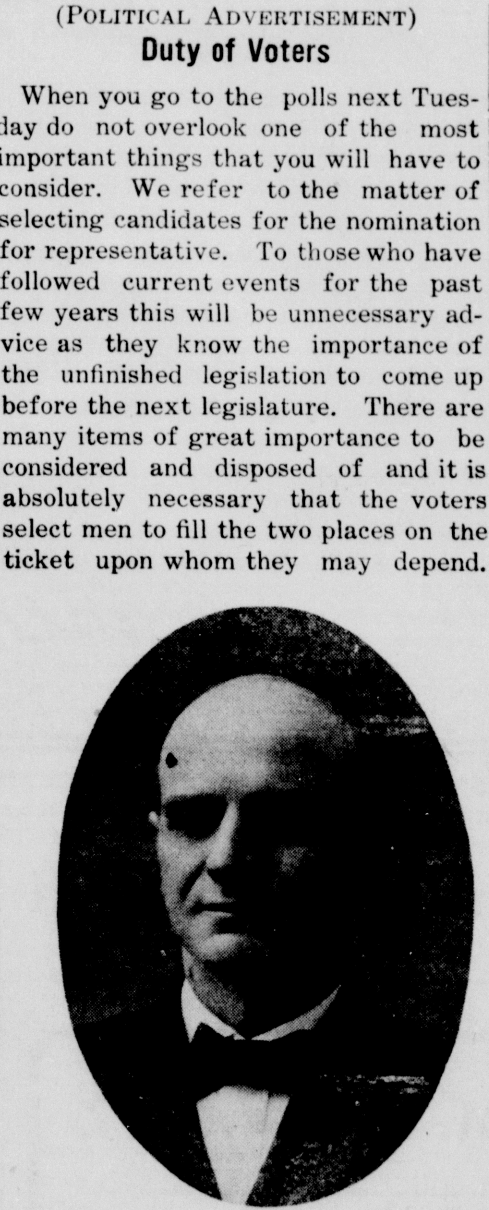 (POLITICAL ADVERTISEMENT)
Duty of Voters
When you go to the polls next Tues-
day do not overlook one of the most
important things that you will have to
consider. We refer to the matter of
selecting candidates for the nomination
for representative. To those who have
followed current events for the past
few years this will be unnecessary ad-
vice as they know the importance of
the unfinished legislation to come up
before the next legislature. There are
many items of great importance to be
considered and disposed of and it is
absolutely necessary that the voters
select men to fill the two places on the
ticket upon whom they may depend.